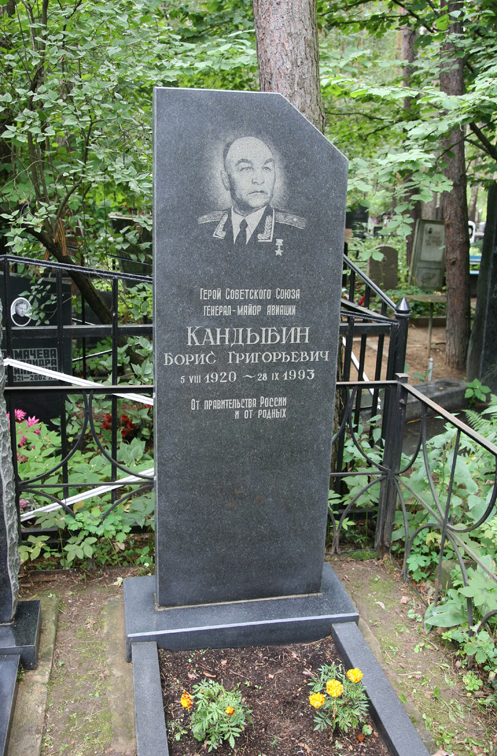 Герой Советского Союза
генерал-майор авиации
Кандыбин
Борис Григорьевич
5 VIII 1920 ~ 28 IX 1993
От правительства России
и от родных